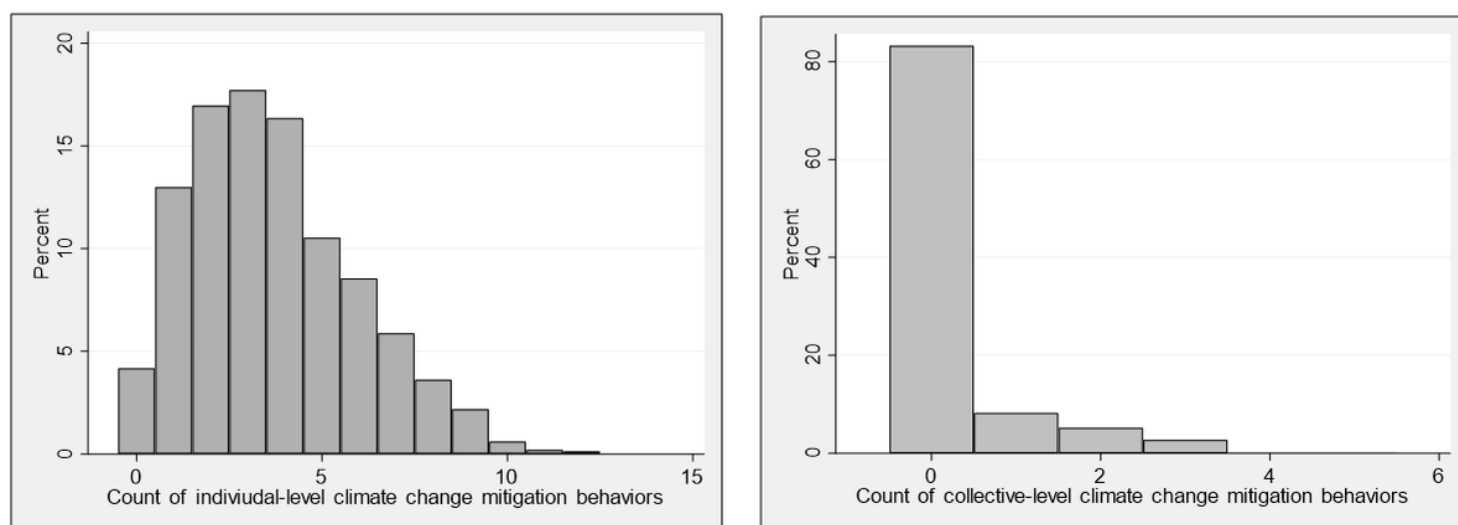 20
15
10
5
0
Percent
0 5 10 15
Count of indiviudal-level climate change mitigation behaviors
80
60
40
20
0
Percent
0 2 4 6
Count of collective-level climate change mitigation behaviors